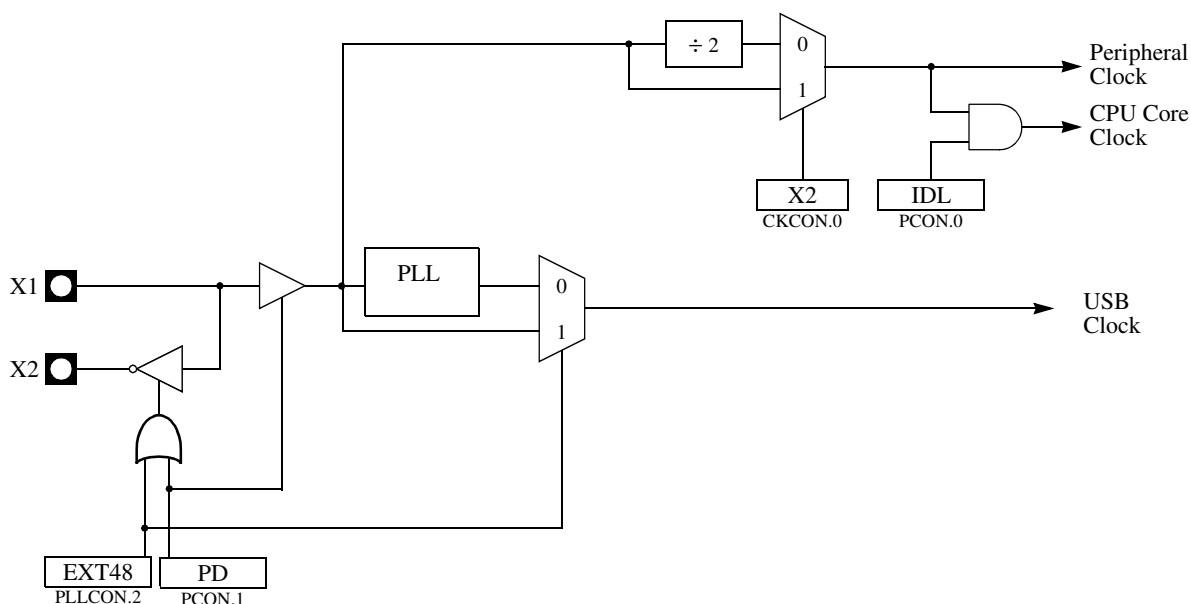 ÷ 2
0
1
Peripheral
Clock
CPU Core
Clock
X2
CKCON.0
IDL
PCON.0
X1
PLL
0
1
USB
Clock
X2
EXT48
PLLCON.2
PD
PCON.1